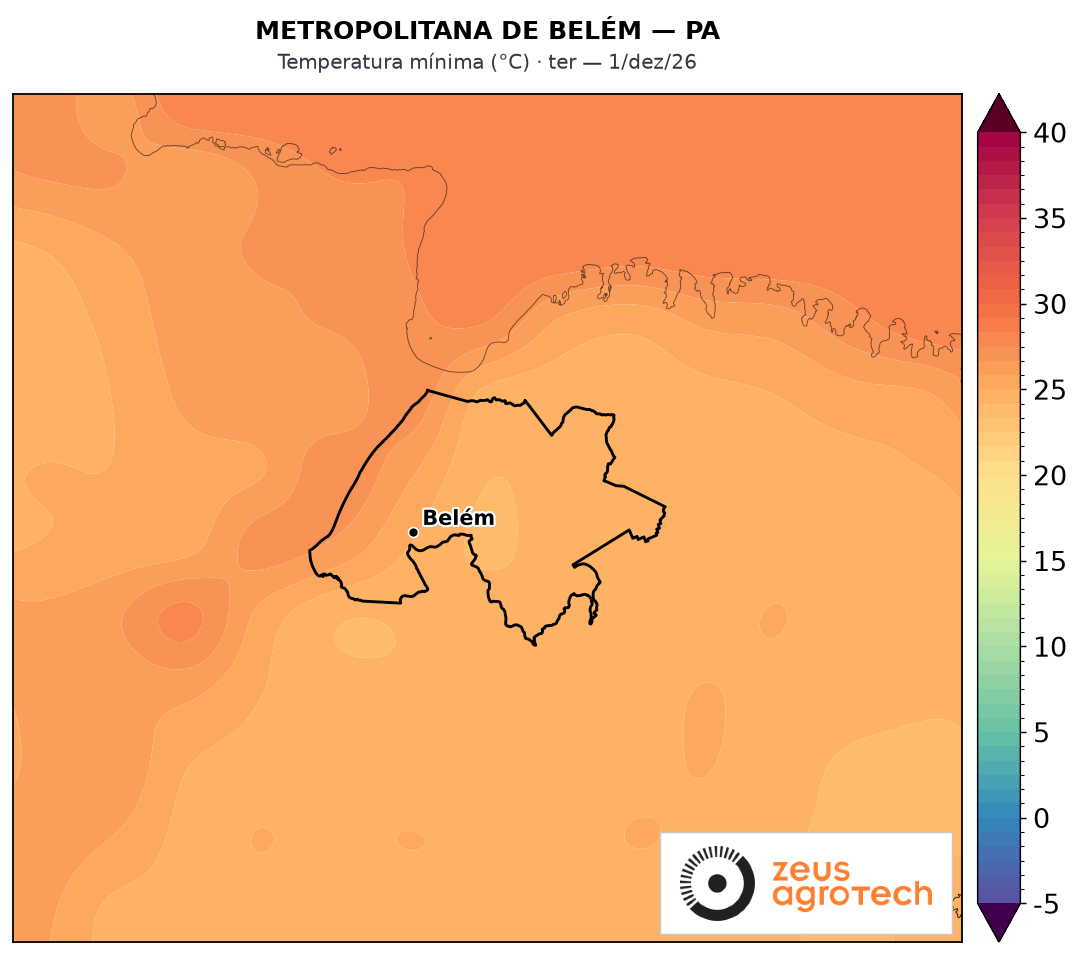 METROPOLITANA DE BELÉM — PA
Temperatura mínima (°C) · ter — 1/dez/26
Belém
40
35
30
25
20
15
10
5
0
-5
zeus
agrotech